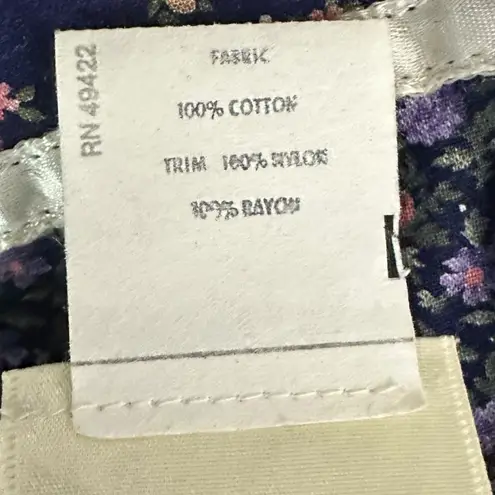 RN 49422
FABRIC
100% COTTON
TRIM 100% NYLON
100% RAYON